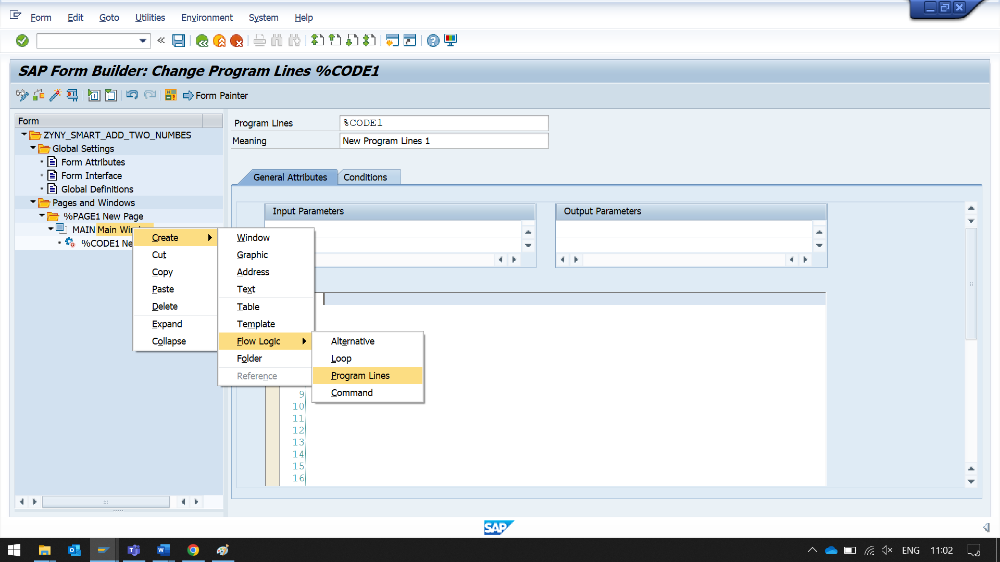 Form Edit Goto Utilities Environment System Help
SAP Form Builder: Change Program Lines %CODE1
Form Painter
Form
ZYNY_SMART_ADD_TWO_NUMBES
Global Settings
Form Attributes
Form Interface
Global Definitions
Pages and Windows
%PAGE1 New Page
MAIN Main
%CODE1
Create
Cut
Copy
Paste
Delete
Expand
Collapse
Window
Graphic
Address
Text
Table
Template
Flow Logic
Folder
Reference
Alternative
Loop
Program Lines
Command
Program Lines %CODE1
Meaning New Program Lines 1
General Attributes Conditions
Input Parameters Output Parameters
9
10
11
12
13
14
15
16
SAP
ENG 11:02